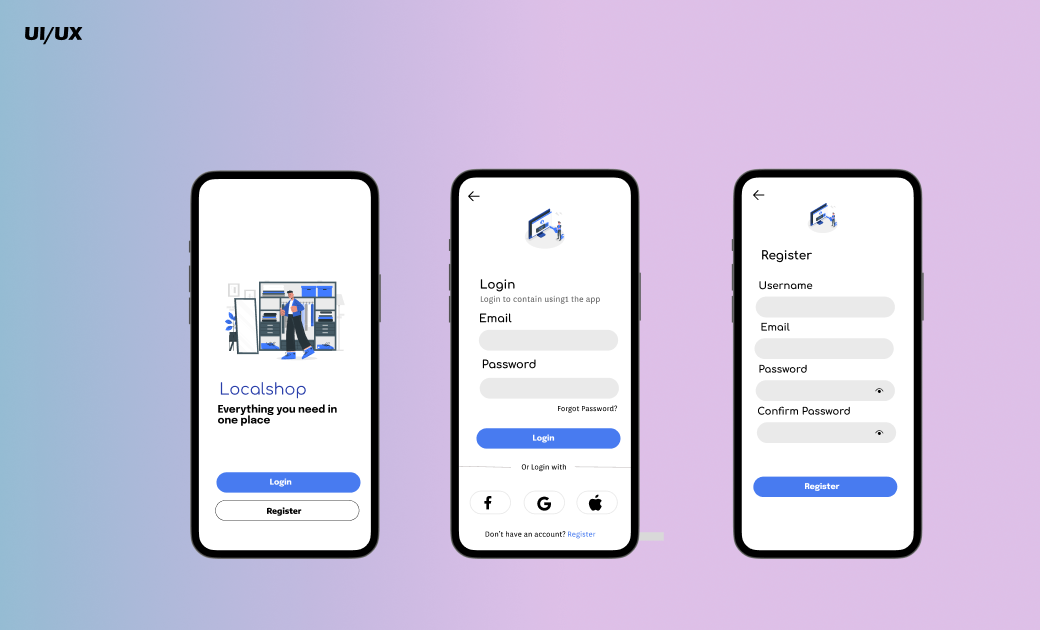 UI/UX
Localshop
Everything you need in
one place
Login
Register
Login
Login to contain using1 the app
Email
Password
Forgot Password?
Login
Or Login with
f
G
Don't have an account? Register
Register
Username
Email
Password
Confirm Password
Register